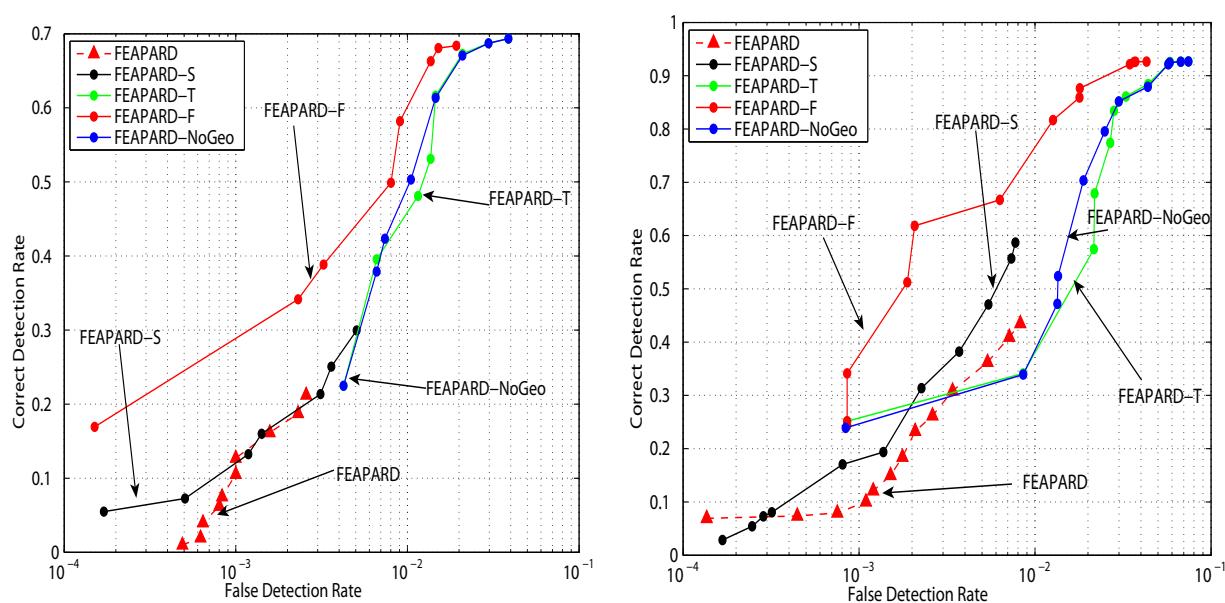 0.7
0.6
0.5
0.4
0.3
0.2
0.1
0
Correct Detection Rate
FEAPARD
FEAPARD–S
FEAPARD–T
FEAPARD–F
FEAPARD–NoGeo
FEAPARD–F
FEAPARD–T
FEAPARD–S
FEAPARD–NoGeo
FEAPARD
10–4 10–3 10–2 10–1
False Detection Rate
1
0.9
0.8
0.7
0.6
0.5
0.4
0.3
0.2
0.1
0
Correct Detection Rate
FEAPARD
FEAPARD–S
FEAPARD–T
FEAPARD–F
FEAPARD–NoGeo
FEAPARD–S
FEAPARD–F
FEAPARD–NoGeo
FEAPARD–T
FEAPARD
10–4 10–3 10–2 10–1
False Detection Rate